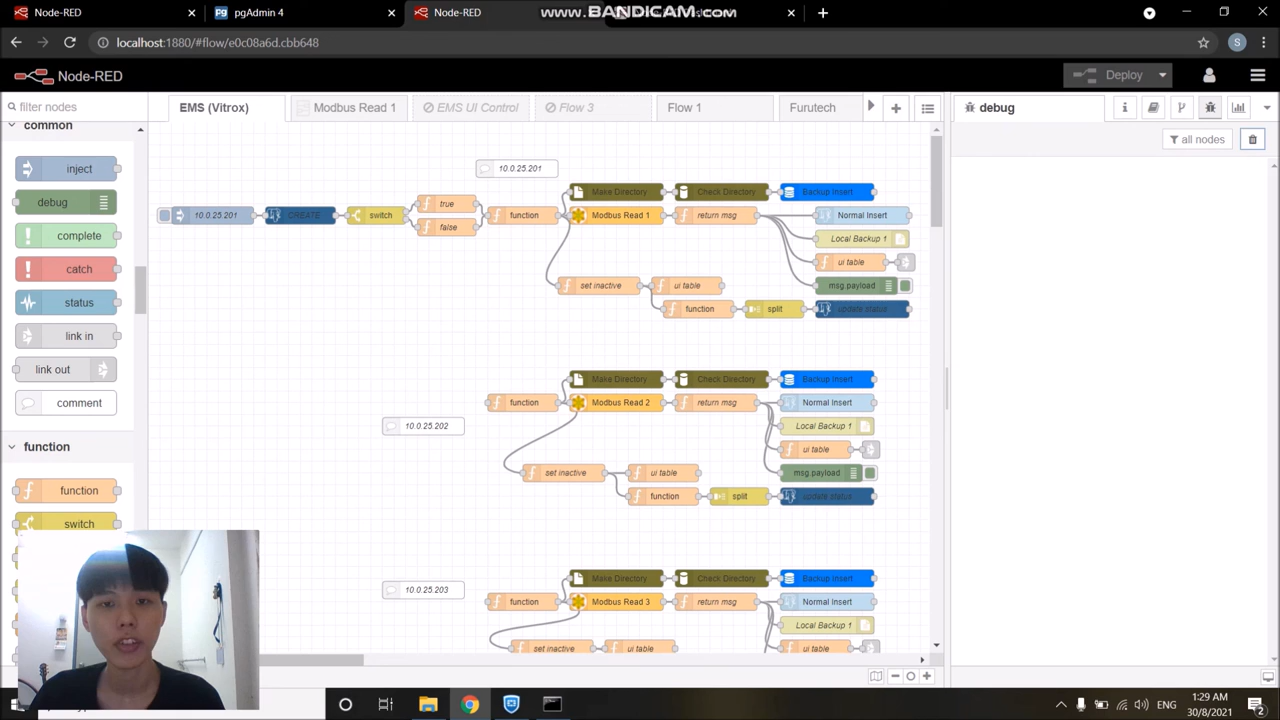 Node-RED
pgAdmin 4
Node-RED
www.BANDICAM.com
localhost:1880/#flow/e0c08a6d.cbb648
S
Node-RED
Deploy
filter nodes
EMS (Vitrox)
Modbus Read 1
EMS UI Control
Flow 3
Flow 1
Furutech
debug
all nodes
common
inject
debug
complete
catch
status
link in
link out
comment
function
function
switch
10.0.25.201
Make Directory
Check Directory
Backup Insert
10.0.25.201
CREATE
switch
true
false
function
Modbus Read 1
return msg
Normal Insert
Local Backup 1
ui table
msg.payload
set inactive
ui table
function
split
update status
Make Directory
Check Directory
Backup Insert
function
Modbus Read 2
return msg
Normal Insert
10.0.25.202
Local Backup 1
ui table
set inactive
ui table
msg.payload
function
split
update status
Make Directory
Check Directory
Backup Insert
10.0.25.203
function
Modbus Read 3
return msg
Normal Insert
Local Backup 1
set inactive
ui table
ui table
1:29 AM
30/8/2021
2